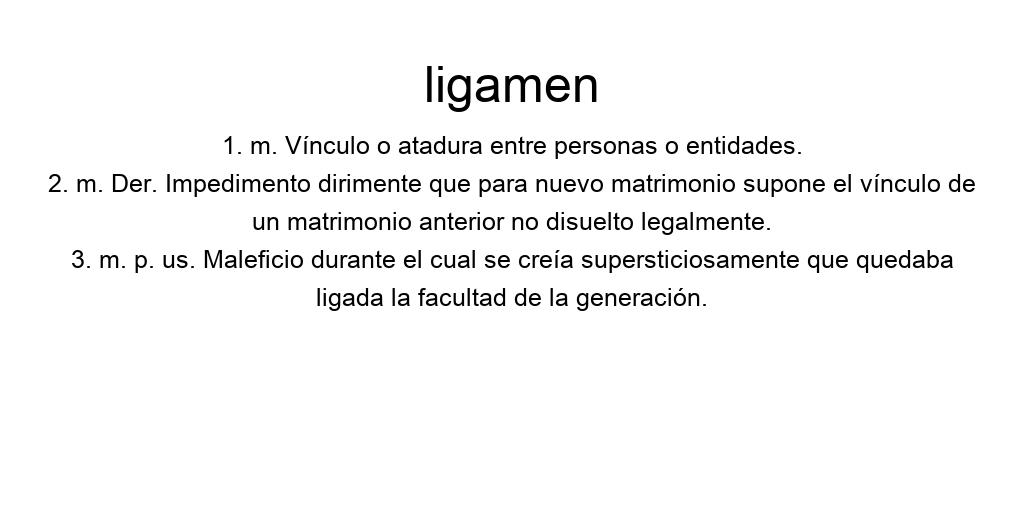 ligamen
1. m. Vínculo o atadura entre personas o entidades.
2. m. Der. Impedimento dirimente que para nuevo matrimonio supone el vínculo de
un matrimonio anterior no disuelto legalmente.
3. m. p. us. Maleficio durante el cual se creía supersticiosamente que quedaba
ligada la facultad de la generación.